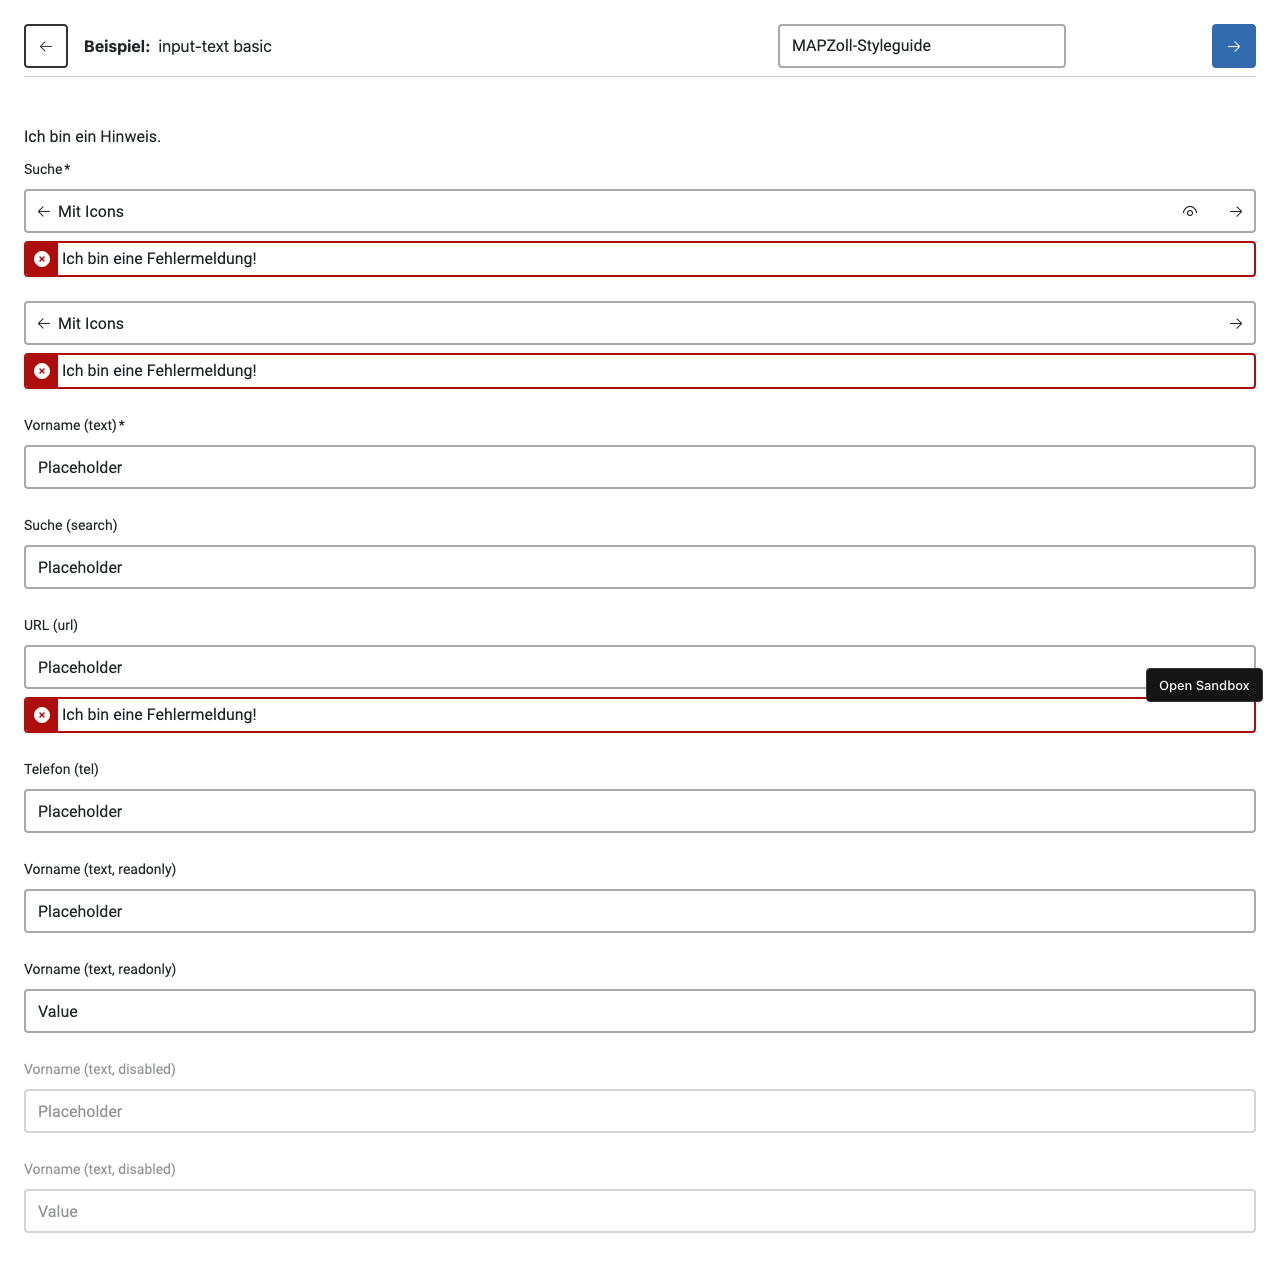 Beispiel: input-text basic
MAPZoll-Styleguide
Ich bin ein Hinweis.
Suche*
Mit Icons
Ich bin eine Fehlermeldung!
Mit Icons
Ich bin eine Fehlermeldung!
Vorname (text)*
Placeholder
Suche (search)
Placeholder
URL (url)
Placeholder
Open Sandbox
Ich bin eine Fehlermeldung!
Telefon (tel)
Placeholder
Vorname (text, readonly)
Placeholder
Vorname (text, readonly)
Value
Vorname (text, disabled)
Placeholder
Vorname (text, disabled)
Value